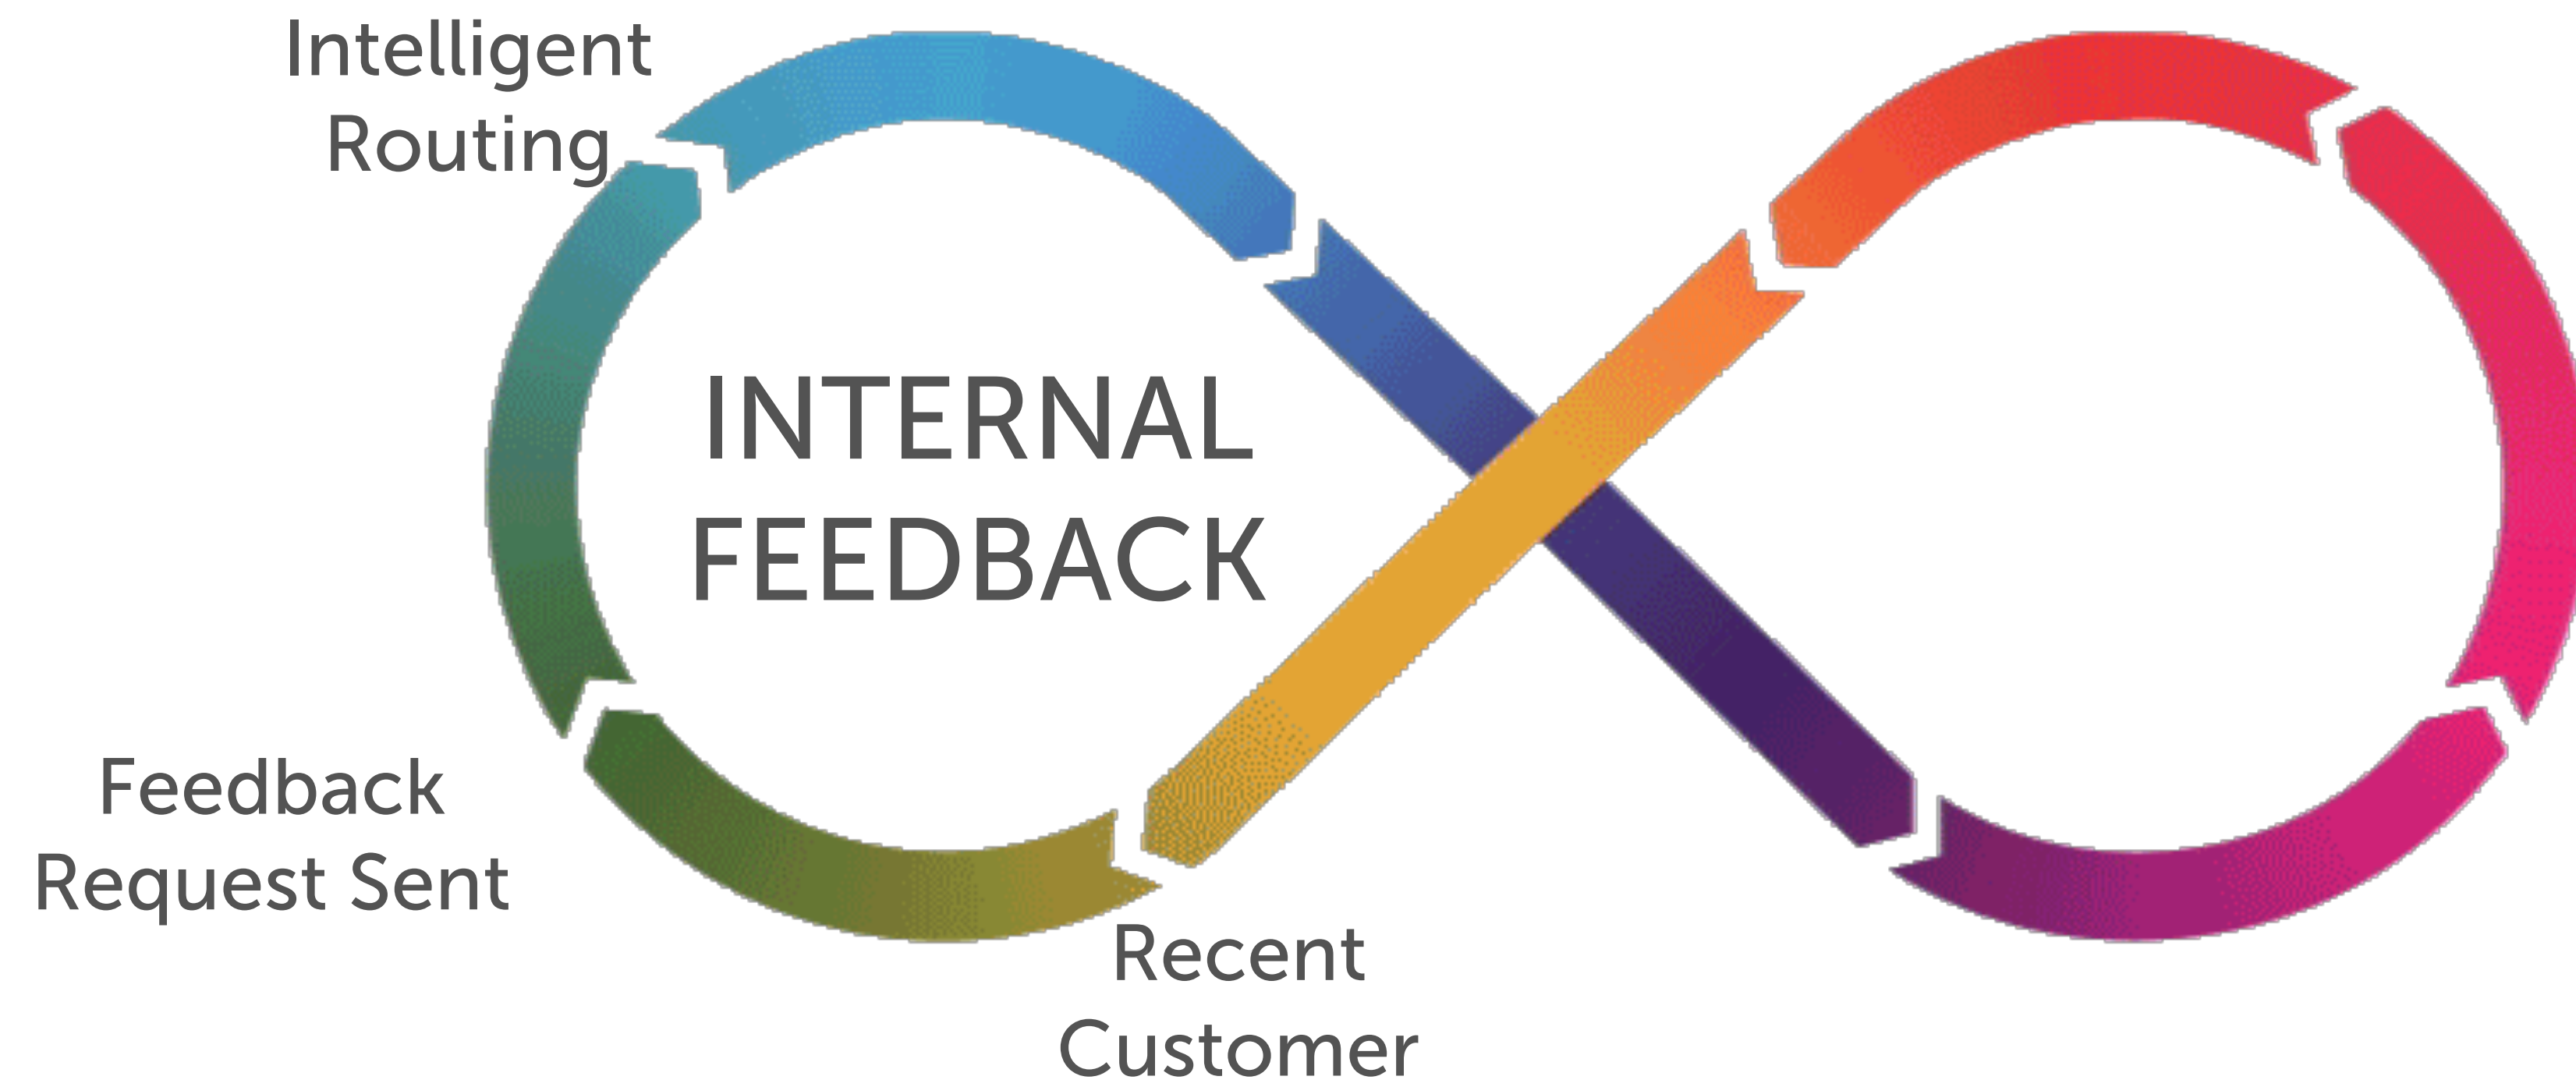 Intelligent
Routing
INTERNAL
FEEDBACK
Feedback
Request Sent
Recent
Customer